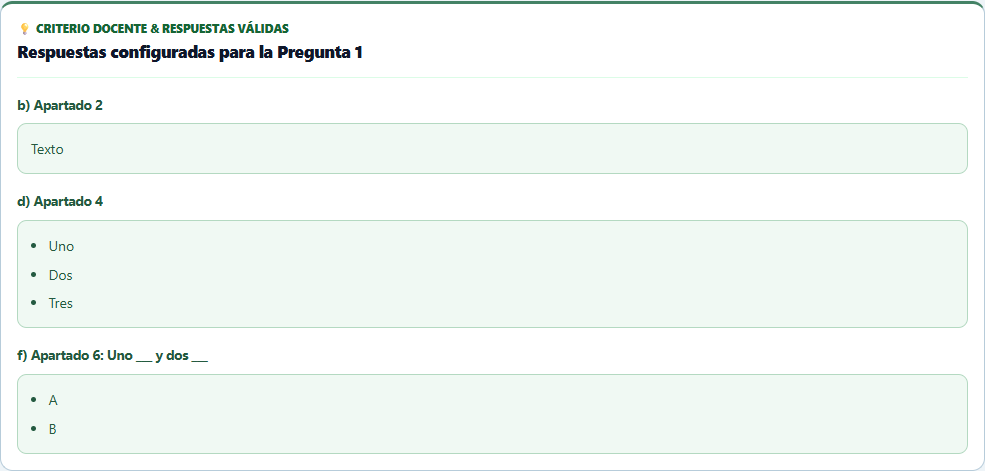 💡 CRITERIO DOCENTE & RESPUESTAS VÁLIDAS
Respuestas configuradas para la Pregunta 1
b) Apartado 2
Texto
d) Apartado 4
• Uno
• Dos
• Tres
f) Apartado 6: Uno ___ y dos ___
• A
• B